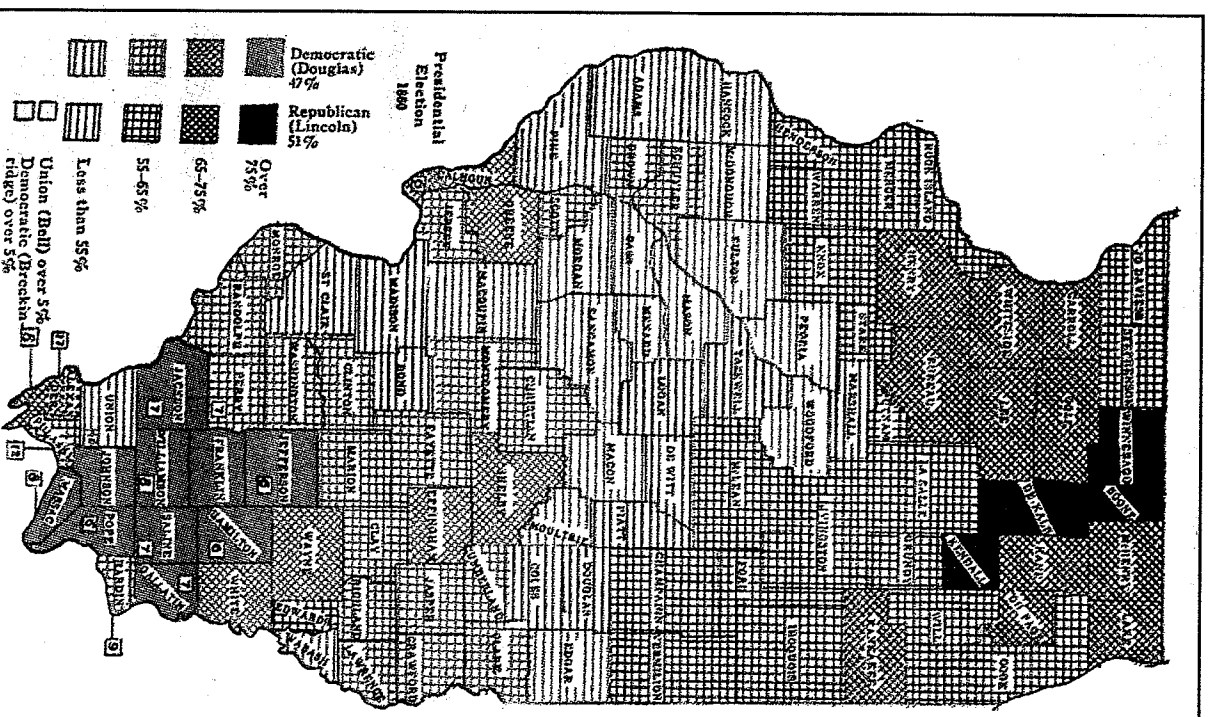 Presidential
Election
1860
Democratic
(Douglas)
47%
Republican
(Lincoln)
51%
Over
75%
65–75%
55–65%
Less than 55%
Union (Bell) over 5%
Democratic (Breckin
ridge) over 5%
JO DAVIESS
STEPHENSON
WINNEBAGO
BOONE
MCHENRY
LAKE
CARROLL
OGLE
WHITESIDE
LEE
DE KALB
KANE
DU PAGE
COOK
ROCK ISLAND
HENRY
BUREAU
LA SALLE
KENDALL
GRUNDY
WILL
KANKAKEE
MERCER
HENDERSON
WARREN
KNOX
STARK
PUTNAM
MARSHALL
PEORIA
WOODFORD
LIVINGSTON
IROQUOIS
FORD
HANCOCK
MCDONOUGH
FULTON
TAZEWELL
MCLEAN
ADAMS
SCHUYLER
BROWN
MASON
CASS
MENARD
LOGAN
DE WITT
PIATT
CHAMPAIGN
VERMILION
PIKE
SCOTT
MORGAN
SANGAMON
MACON
MOULTRIE
DOUGLAS
COLES
EDGAR
CALHOUN
GREENE
JERSEY
MACOUPIN
MONTGOMERY
CHRISTIAN
SHELBY
CUMBERLAND
CLARK
MADISON
BOND
FAYETTE
EFFINGHAM
JASPER
CRAWFORD
ST CLAIR
CLINTON
MARION
CLAY
RICHLAND
LAWRENCE
MONROE
RANDOLPH
WASHINGTON
PERRY
JEFFERSON
WAYNE
EDWARDS
WABASH
JACKSON
FRANKLIN
HAMILTON
WHITE
WILLIAMSON
SALINE
GALLATIN
UNION
JOHNSON
POPE
HARDIN
MASSAC